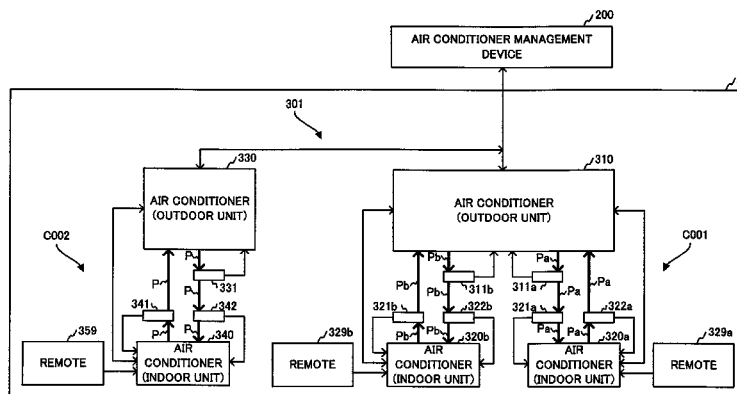 200
AIR CONDITIONER MANAGEMENT
DEVICE
301
330
310
AIR CONDITIONER
(OUTDOOR UNIT)
AIR CONDITIONER
(OUTDOOR UNIT)
C002
C001
P
P
331
P
P
341
342
P
P
340
359
REMOTE
AIR
CONDITIONER
(INDOOR UNIT)
Pb
Pb
311b
Pb
321b
322b
Pb
Pb
320b
329b
REMOTE
AIR
CONDITIONER
(INDOOR UNIT)
Pa
Pa
311a
Pa
321a
322a
Pa
Pa
320a
329a
AIR
CONDITIONER
(INDOOR UNIT)
REMOTE